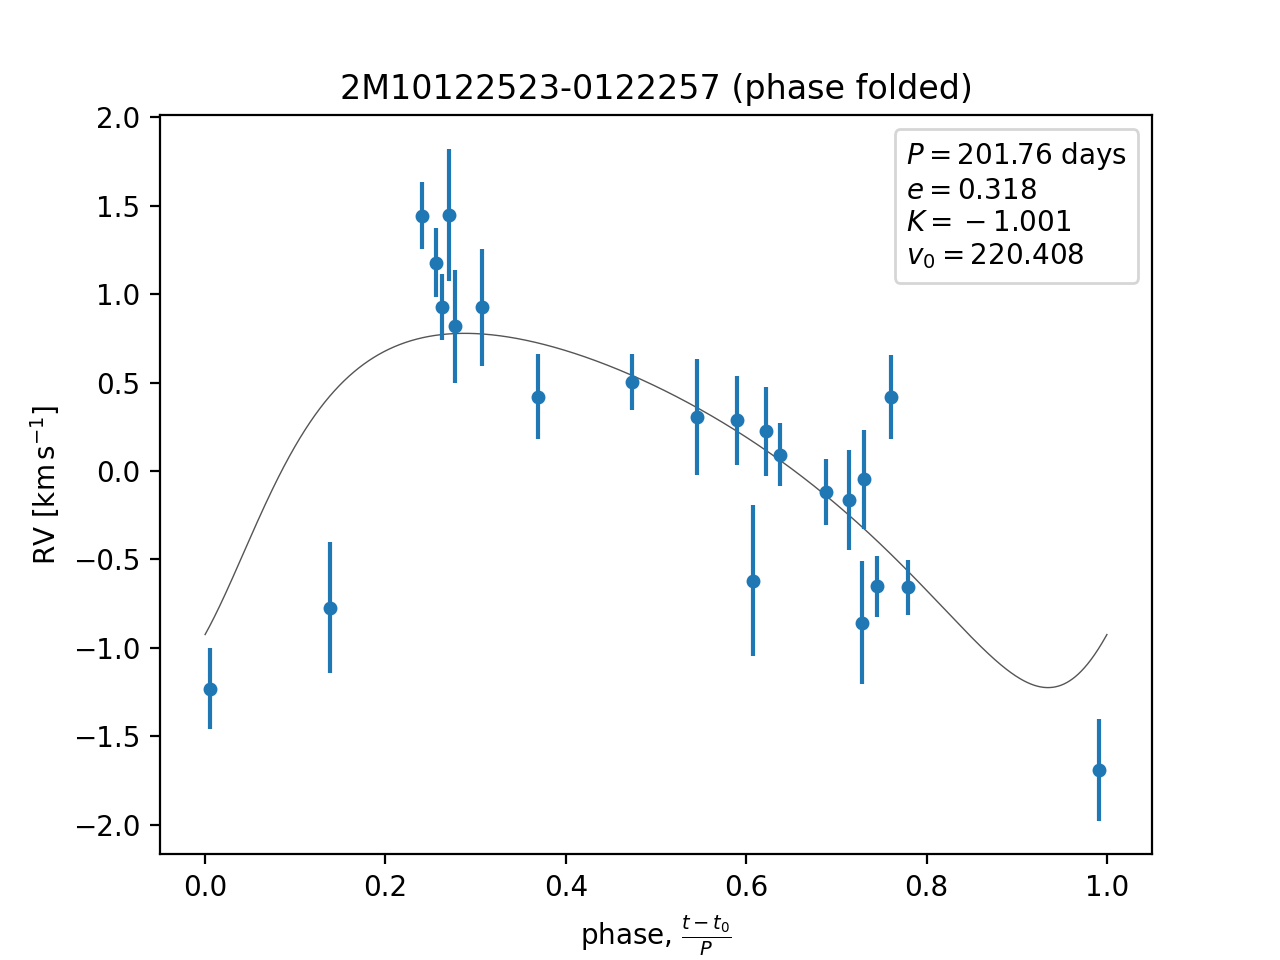 2M10122523-0122257 (phase folded)
P = 201.76 days
e = 0.318
K = −1.001
v₀ = 220.408
2.0
1.5
1.0
0.5
0.0
−0.5
−1.0
−1.5
−2.0
RV [km s⁻¹]
0.0 0.2 0.4 0.6 0.8 1.0
phase, (t − t₀)/P